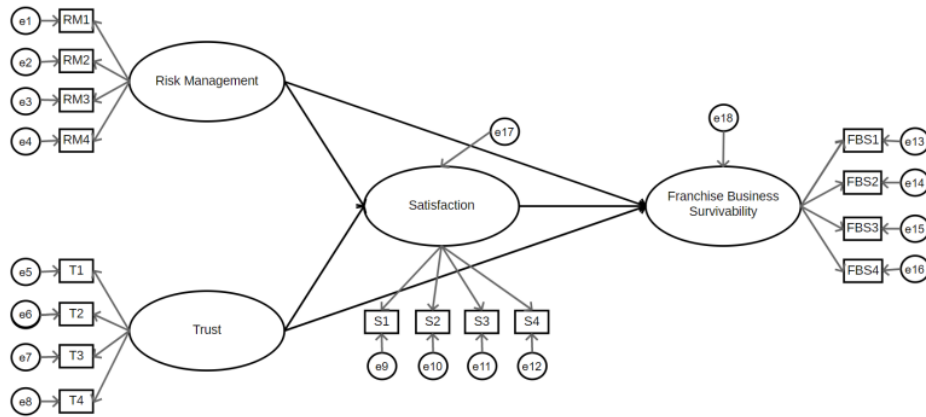 e1 RM1
e2 RM2
e3 RM3
e4 RM4
Risk Management
e17
e18
Satisfaction
Franchise Business
Survivability
FBS1 e13
FBS2 e14
FBS3 e15
FBS4 e16
e5 T1
e6 T2
e7 T3
e8 T4
Trust
S1 S2 S3 S4
e9 e10 e11 e12